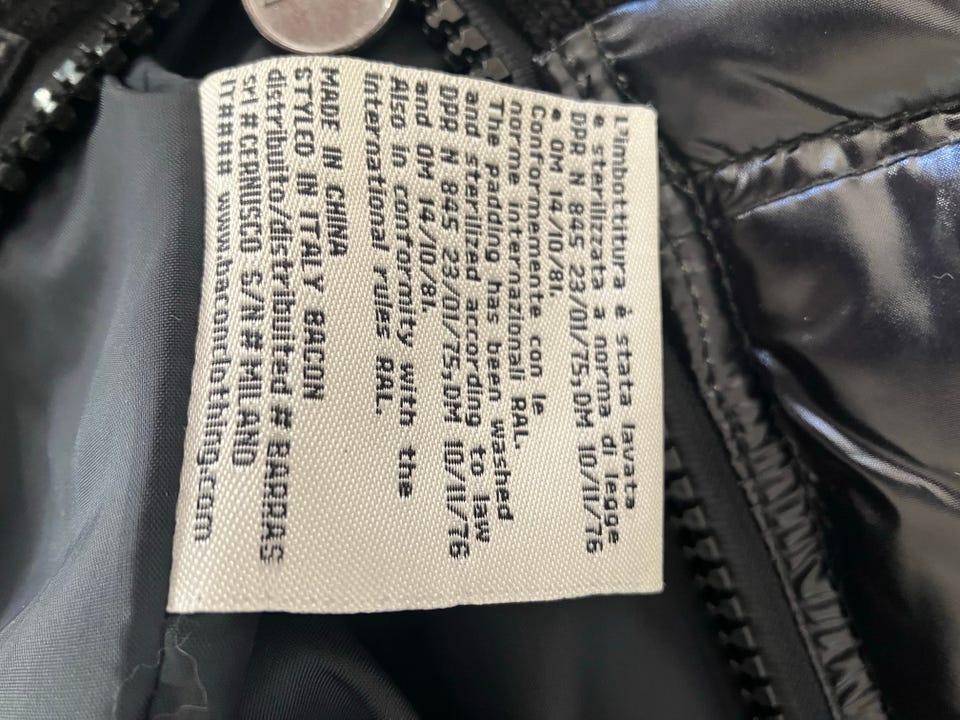 L'imbottitura è stata lavata
e sterilizzata a norma di legge
DPR N 845 23/01/75,DM 10/11/76
e OM 14/10/81.
Conformemente con le
norme internazionali RAL.
The padding has been washed
and sterilized according to law
DPR N 845 23/01/75,DM 10/11/76
and OM 14/10/81.
Also in conformity with the
International rules RAL.
MADE IN CHINA
STYLED IN ITALY BACON
distribuito/distributed # BARRAS
srl # CERNUSCO S/N # MILANO
IT#### www.baconclothing.com